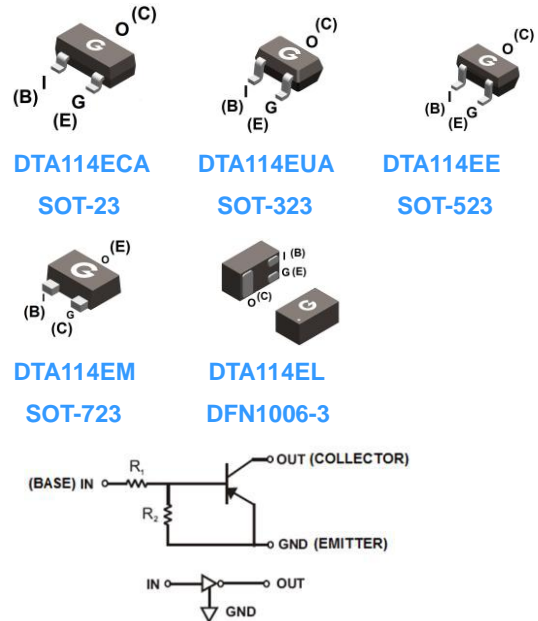 G O (C) G O (C) G O (C)
I I I
(B) G (B) G (B) G
(E) (E) (E)
DTA114ECA DTA114EUA DTA114EE
SOT-23 SOT-323 SOT-523
G O (E) I (B)
G (E)
O (C)
I G
(B) G
(C)
DTA114EM DTA114EL
SOT-723 DFN1006-3
OUT (COLLECTOR)
R1
(BASE) IN
R2
GND (EMITTER)
IN OUT
GND